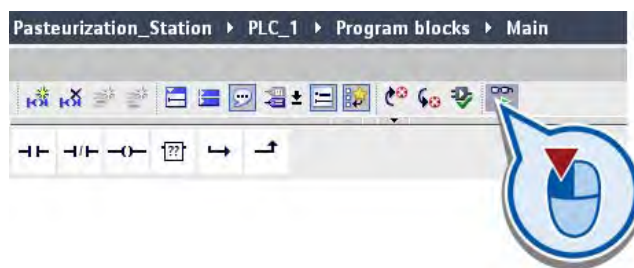 Pasteurization_Station ▸ PLC_1 ▸ Program blocks ▸ Main
??